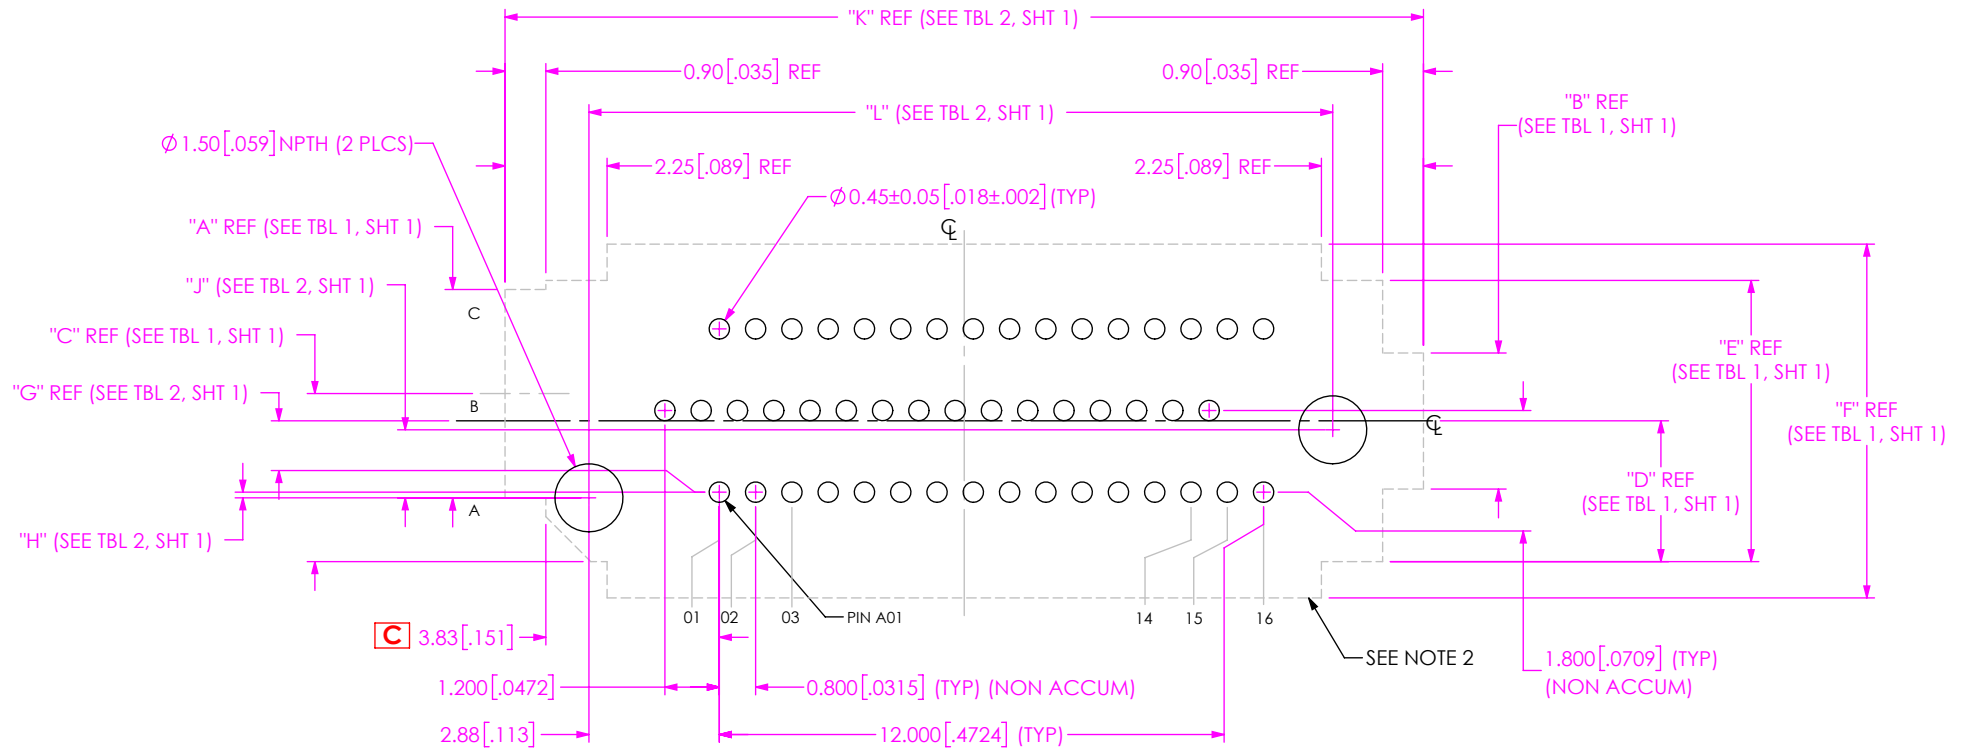 "K" REF (SEE TBL 2, SHT 1)
0.90[.035] REF
0.90[.035] REF
"L" (SEE TBL 2, SHT 1)
"B" REF
(SEE TBL 1, SHT 1)
Ø1.50[.059]NPTH (2 PLCS)
2.25[.089] REF
2.25[.089] REF
Ø0.45±0.05[.018±.002](TYP)
"A" REF (SEE TBL 1, SHT 1)
℄
"J" (SEE TBL 2, SHT 1)
C
"C" REF (SEE TBL 1, SHT 1)
"E" REF
(SEE TBL 1, SHT 1)
"G" REF (SEE TBL 2, SHT 1)
B
℄
"F" REF
(SEE TBL 1, SHT 1)
"D" REF
(SEE TBL 1, SHT 1)
A
"H" (SEE TBL 2, SHT 1)
01 02 03 PIN A01 14 15 16
C 3.83[.151]
SEE NOTE 2
1.800[.0709] (TYP)
(NON ACCUM)
1.200[.0472]
0.800[.0315] (TYP) (NON ACCUM)
2.88[.113]
12.000[.4724] (TYP)